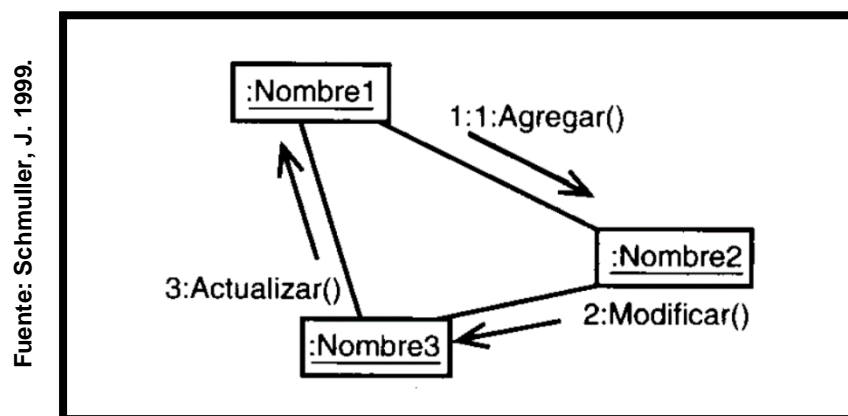 Fuente: Schmuller, J. 1999.
:Nombre1
1:1:Agregar()
:Nombre2
3:Actualizar()
2:Modificar()
:Nombre3